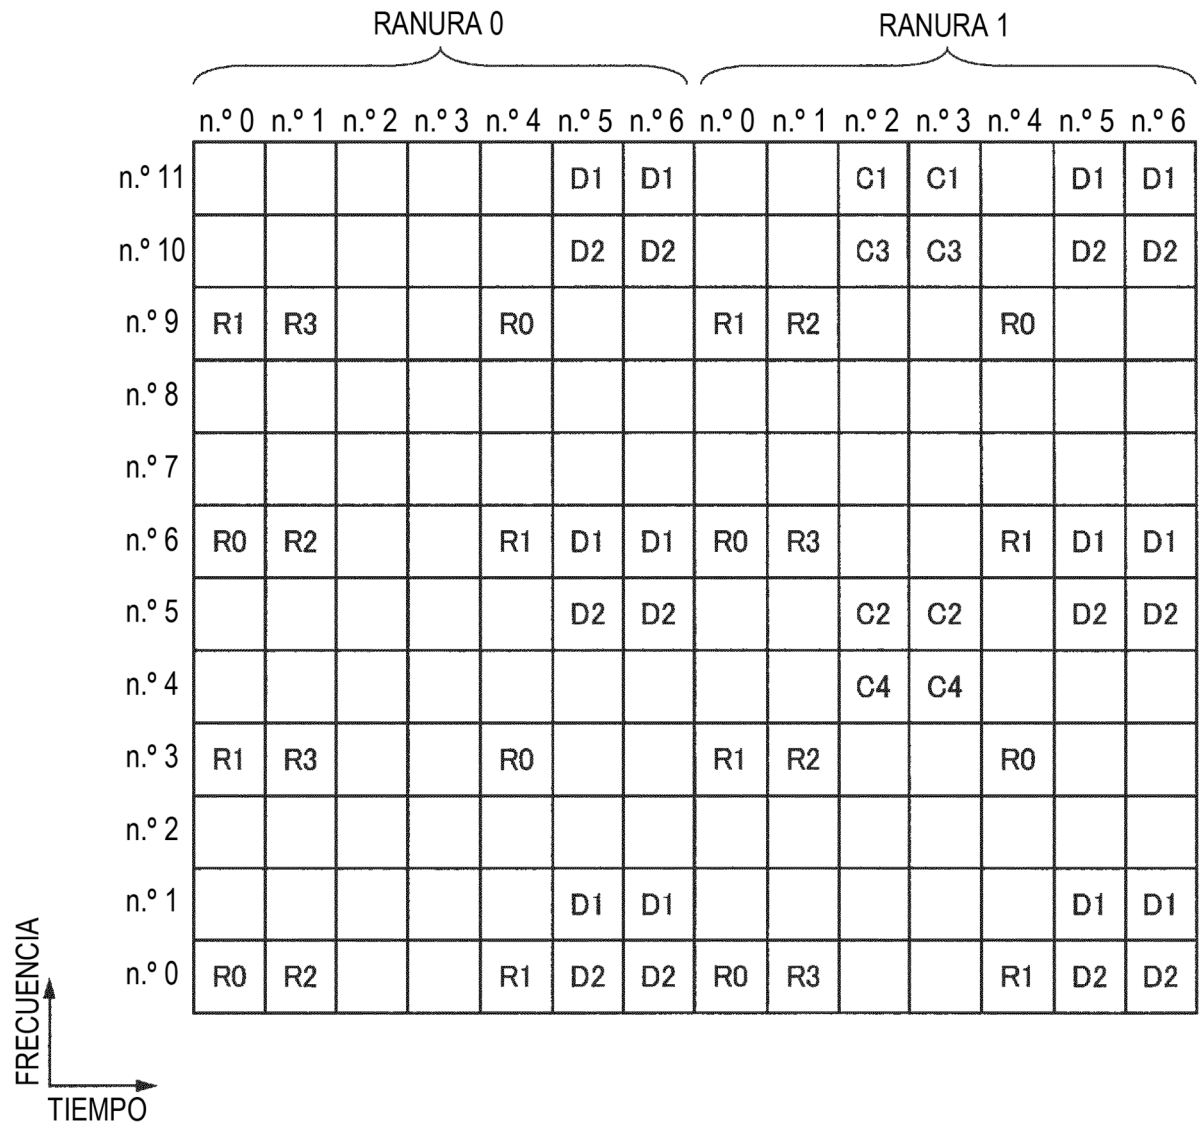 RANURA 0 RANURA 1
n.º 0 n.º 1 n.º 2 n.º 3 n.º 4 n.º 5 n.º 6 n.º 0 n.º 1 n.º 2 n.º 3 n.º 4 n.º 5 n.º 6
n.º 11 D1 D1 C1 C1 D1 D1
n.º 10 D2 D2 C3 C3 D2 D2
n.º 9 R1 R3 R0 R1 R2 R0
n.º 8
n.º 7
n.º 6 R0 R2 R1 D1 D1 R0 R3 R1 D1 D1
n.º 5 D2 D2 C2 C2 D2 D2
n.º 4 C4 C4
n.º 3 R1 R3 R0 R1 R2 R0
n.º 2
n.º 1 D1 D1 D1 D1
n.º 0 R0 R2 R1 D2 D2 R0 R3 R1 D2 D2
FRECUENCIA
TIEMPO